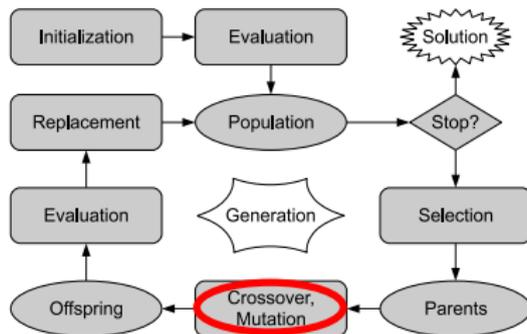 Initialization
Evaluation
Solution
Replacement
Population
Stop?
Evaluation
Generation
Selection
Offspring
Crossover,
Mutation
Parents